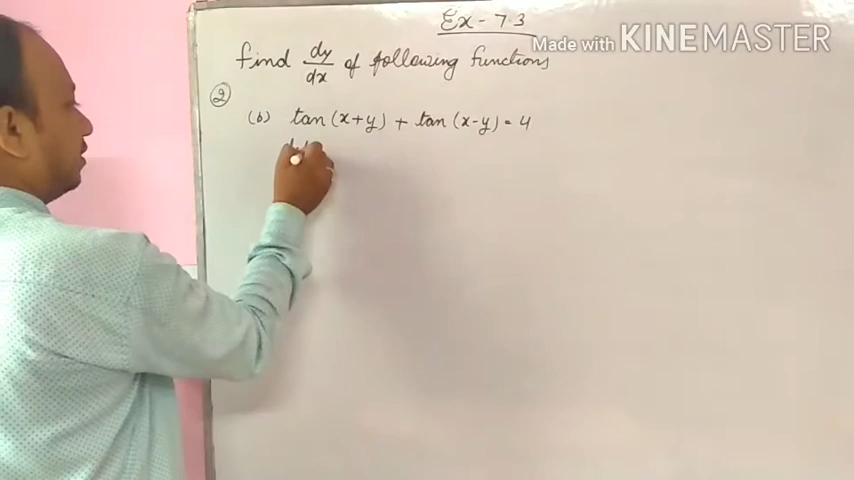 Ex-7.3
Made with KINEMASTER
Find dy/dx of following functions
② 
(b) tan (x+y) + tan (x-y) = 4